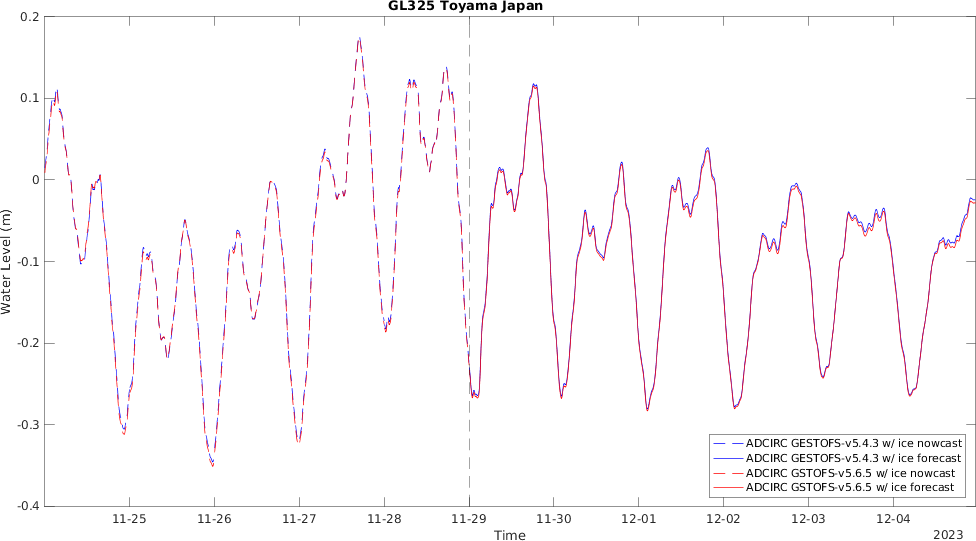 GL325 Toyama Japan
0.2
0.1
0
-0.1
-0.2
-0.3
-0.4
Water Level (m)
11-25
11-26
11-27
11-28
11-29
11-30
12-01
12-02
12-03
12-04
Time
2023
ADCIRC GESTOFS-v5.4.3 w/ ice nowcast
ADCIRC GESTOFS-v5.4.3 w/ ice forecast
ADCIRC GSTOFS-v5.6.5 w/ ice nowcast
ADCIRC GSTOFS-v5.6.5 w/ ice forecast